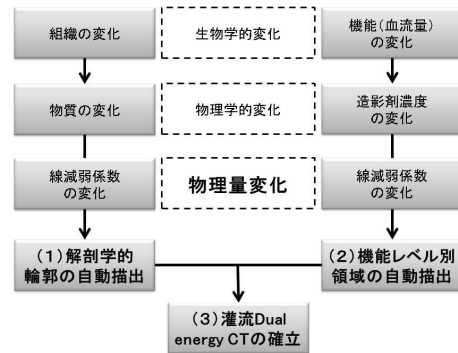 組織の変化
生物学的変化
機能(血流量)
の変化
物質の変化
物理学的変化
造影剤濃度
の変化
線減弱係数
の変化
物理量変化
線減弱係数
の変化
(1)解剖学的
輪郭の自動描出
(2)機能レベル別
領域の自動描出
(3)灌流Dual
energy CTの確立